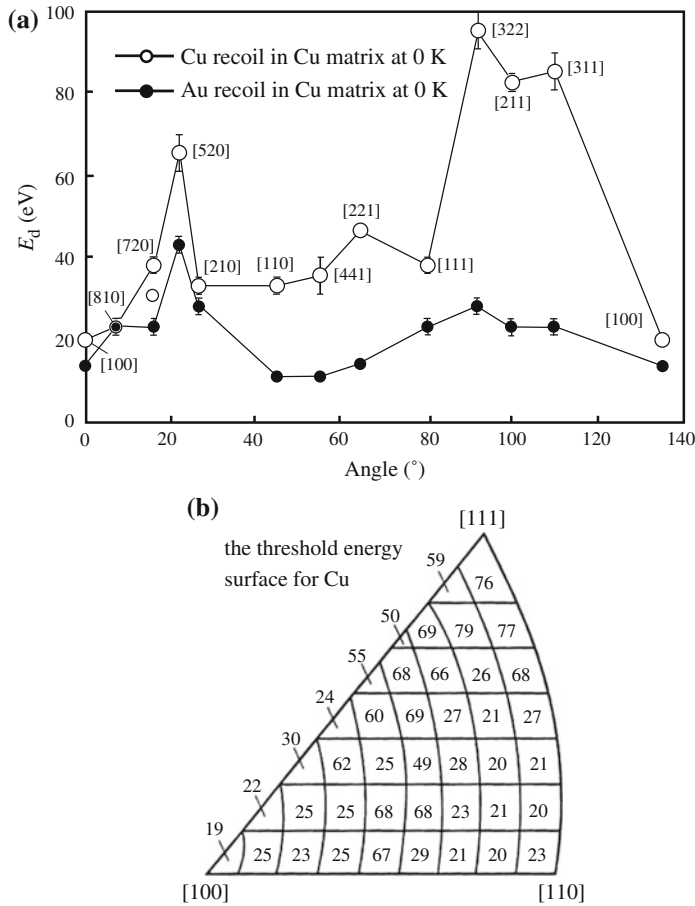 (a)
100
80
60
40
20
0
E_d (eV)
Cu recoil in Cu matrix at 0 K
Au recoil in Cu matrix at 0 K
[322]
[311]
[211]
[520]
[221]
[720]
[210]
[110]
[441]
[111]
[810]
[100]
[100]
0 20 40 60 80 100 120 140
Angle (°)
(b)
the threshold energy
surface for Cu
[111]
59 76
50 69 79 77
55 68 66 26 68
24 60 69 27 21 27
30 62 25 49 28 20 21
22 25 25 68 68 23 21 20
19 25 23 25 67 29 21 20 23
[100] [110]